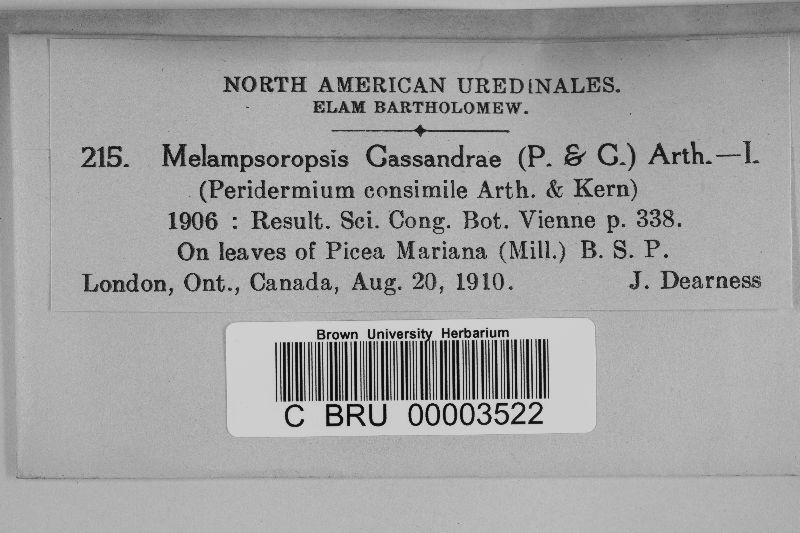 NORTH AMERICAN UREDINALES.
ELAM BARTHOLOMEW.
215. Melampsoropsis Cassandrae (P. & C.) Arth.—I.
(Peridermium consimile Arth. & Kern)
1906 : Result. Sci. Cong. Bot. Vienne p. 338.
On leaves of Picea Mariana (Mill.) B. S. P.
London, Ont., Canada, Aug. 20, 1910. J. Dearness
Brown University Herbarium
C BRU 00003522